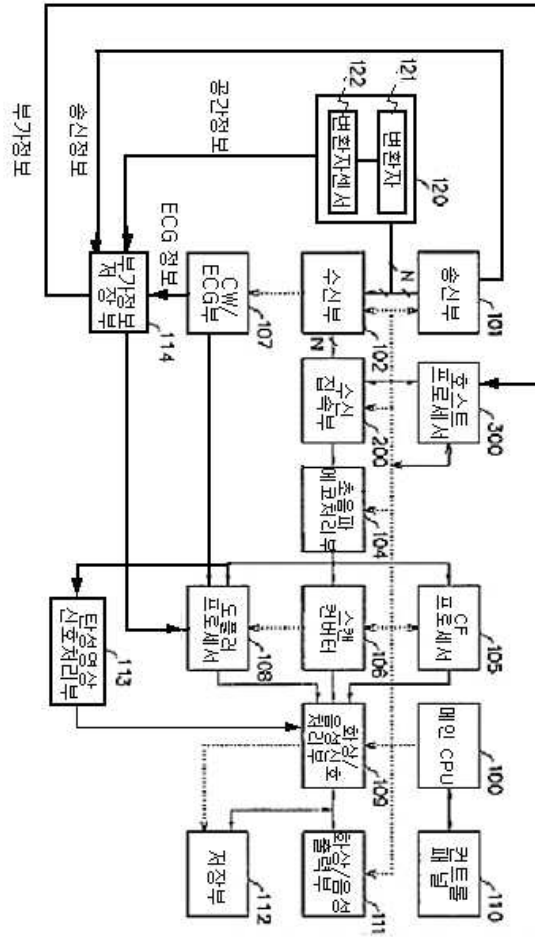 송신부
101
호스트
프로세서
300
CF
프로세서
105
메인
CPU
100
컨트롤
패널
110
121
변환자
122
변환자센서
120
N
수신부
102
N
수신
집속부
200
초음파
에코처리부
104
스캔
컨버터
106
화상/
음성신호
처리부
109
화상/음성
출력부
111
공간정보
CW/
ECG부
107
도플러
프로세서
108
저장부
112
ECG 정보
송신정보
부가정보
저장부
114
탄성영상
신호처리부
113
부가정보